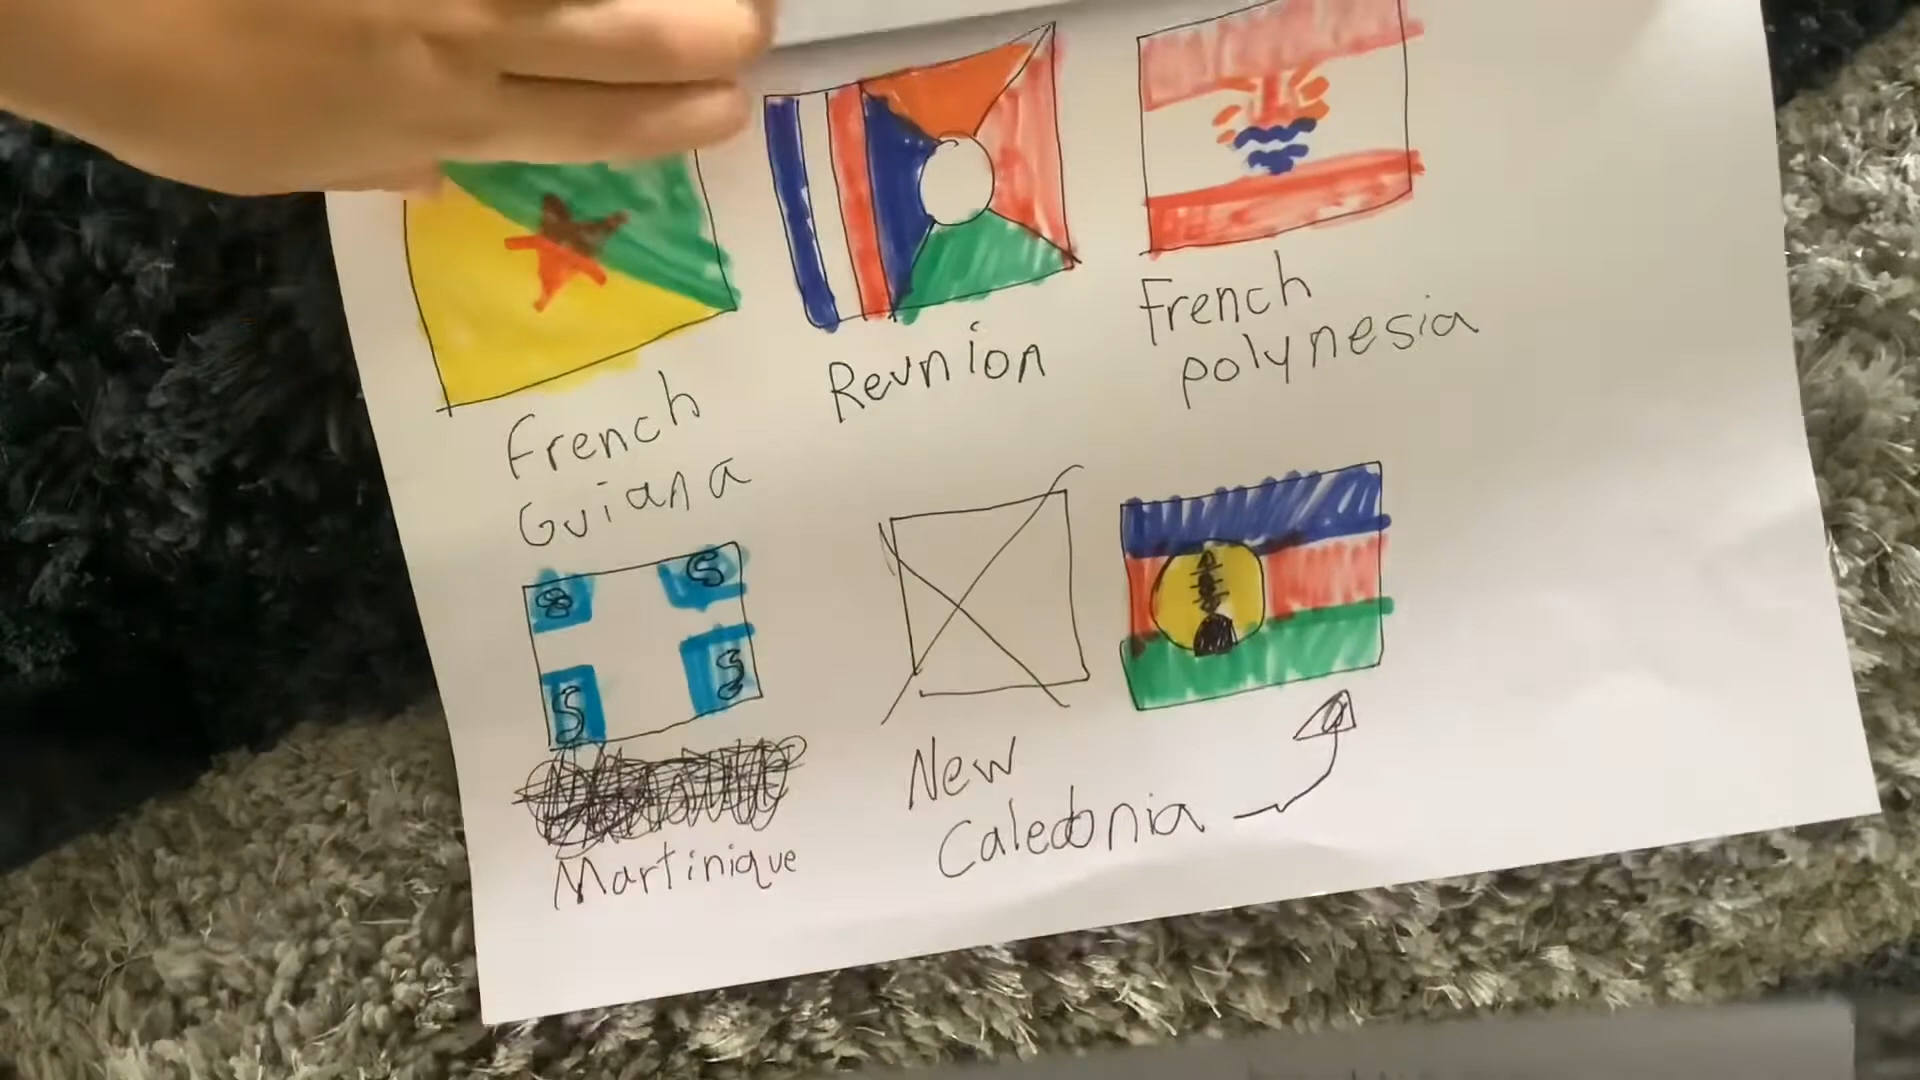 French
Guiana
Reunion
French
polynesia
Martinique
New
Caledonia